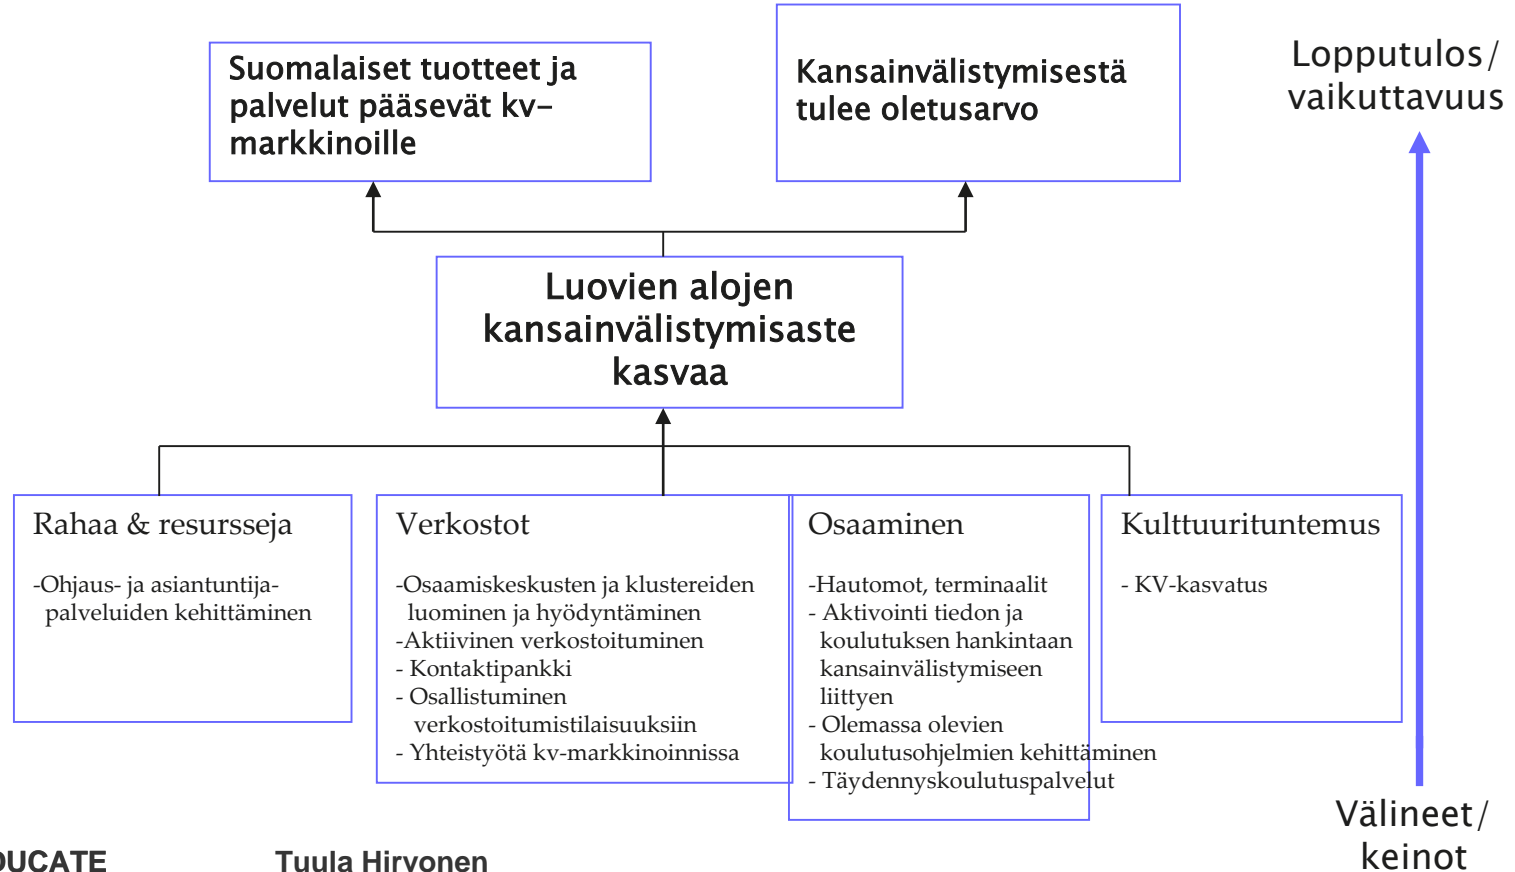 Suomalaiset tuotteet ja
palvelut pääsevät kv-
markkinoille
Kansainvälistymisestä
tulee oletusarvo
Lopputulos/
vaikuttavuus
Luovien alojen
kansainvälistymisaste
kasvaa
Rahaa & resursseja
-Ohjaus- ja asiantuntija-
palveluiden kehittäminen
Verkostot
-Osaamiskeskusten ja klustereiden
luominen ja hyödyntäminen
-Aktiivinen verkostoituminen
- Kontaktipankki
- Osallistuminen
verkostoitumistilaisuuksiin
- Yhteistyötä kv-markkinoinnissa
Osaaminen
-Hautomot, terminaalit
- Aktivointi tiedon ja
koulutuksen hankintaan
kansainvälistymiseen
liittyen
- Olemassa olevien
koulutusohjelmien kehittäminen
- Täydennyskoulutuspalvelut
Kulttuurituntemus
- KV-kasvatus
Välineet/
keinot
Tuula Hirvonen